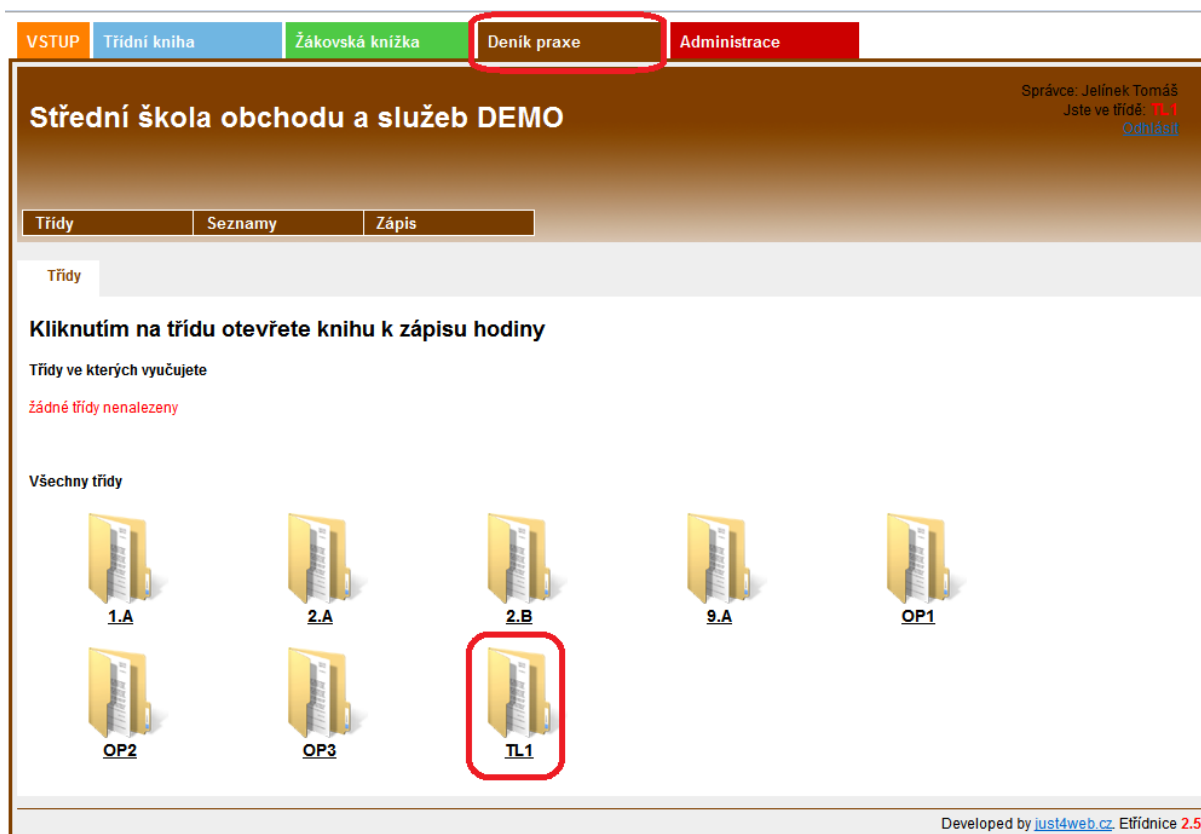 VSTUP Třídní kniha Žákovská knížka Deník praxe Administrace
Správce: Jelínek Tomáš
Jste ve třídě: TL1
Odhlásit
Střední škola obchodu a služeb DEMO
Třídy Seznamy Zápis
Třídy
Kliknutím na třídu otevřete knihu k zápisu hodiny
Třídy ve kterých vyučujete
žádné třídy nenalezeny
Všechny třídy
1.A 2.A 2.B 9.A OP1
OP2 OP3 TL1
Developed by just4web.cz. Etřídnice 2.5